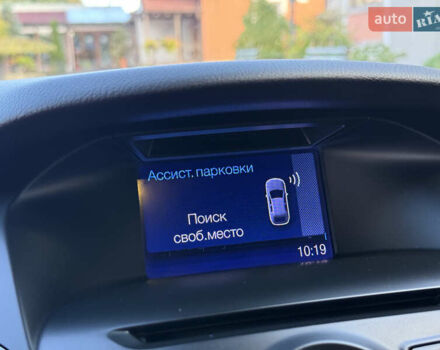 auto RIA
Ассист. парковки
Поиск
своб.место
10:19